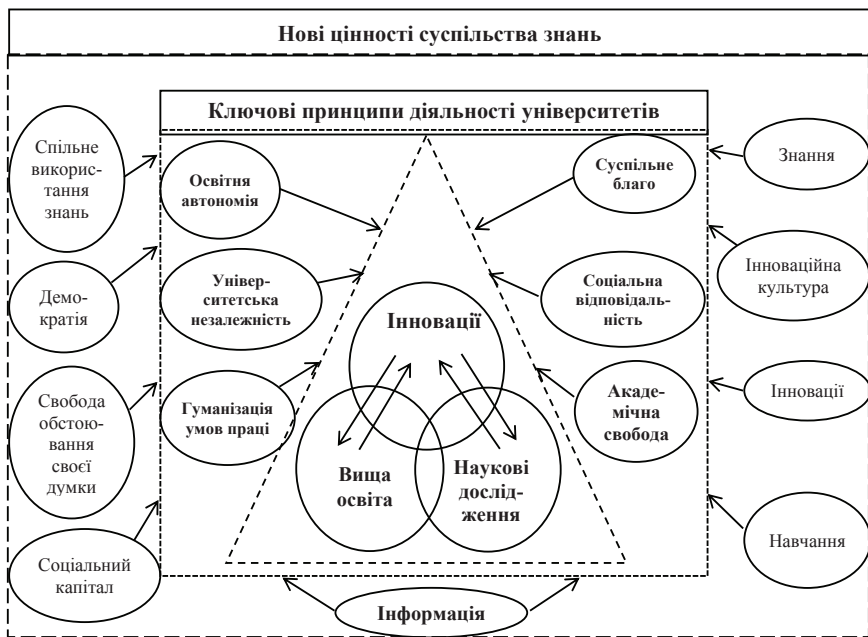 Нові цінності суспільства знань
Ключові принципи діяльності університетів
Спільне
викорис-
тання
знань
Демо-
кратія
Свобода
обстою-
вання
своєї
думки
Соціальний
капітал
Освітня
автономія
Універ-
ситетська
незалежність
Гуманізація
умов праці
Інновації
Вища
освіта
Наукові
дослід-
ження
Суспільне
благо
Соціальна
відповідаль-
ність
Акаде-
мічна
свобода
Знання
Інноваційна
культура
Інновації
Навчання
Інформація